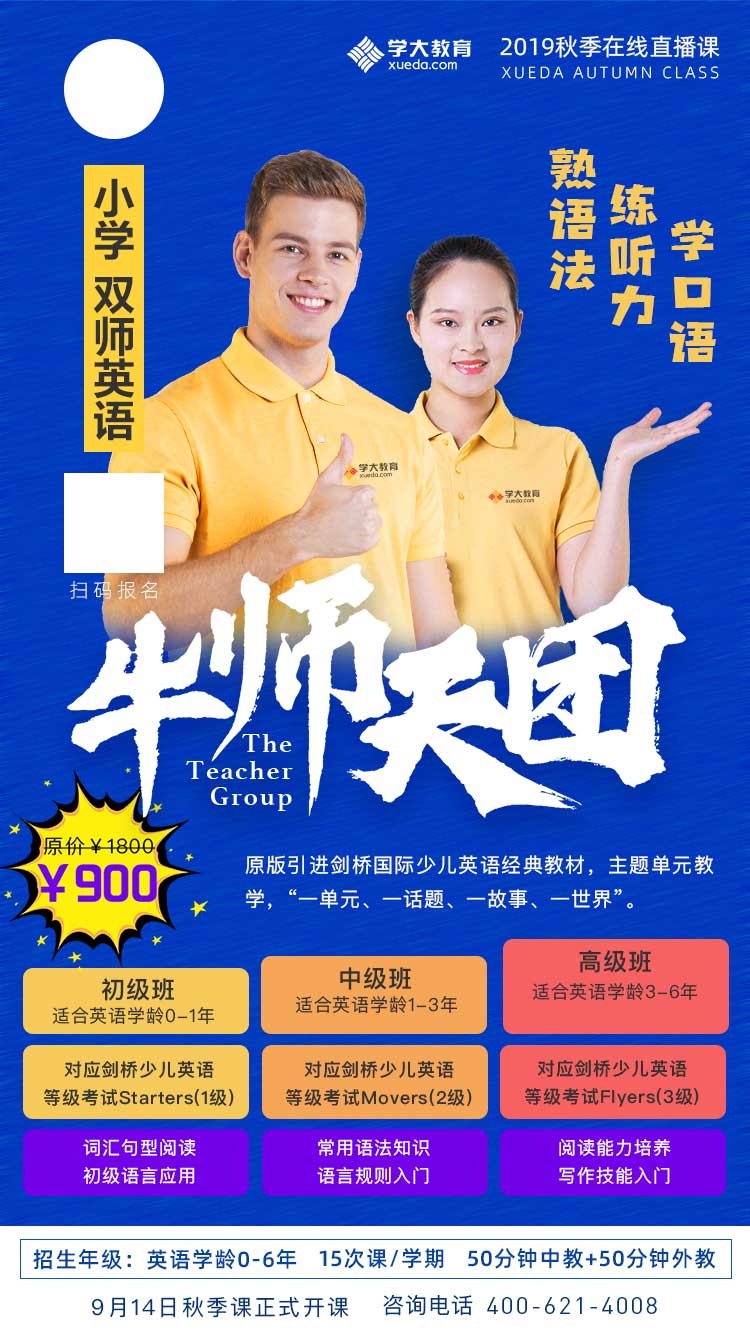 学大教育
xueda.com
2019秋季在线直播课
XUEDA AUTUMN CLASS
小学 双师英语
熟语法
练听力
学口语
学大教育
xueda.com
学大教育
xueda.com
扫码报名
牛师天团
The
Teacher
Group
原价￥1800
￥900
原版引进剑桥国际少儿英语经典教材，主题单元教
学，“一单元、一话题、一故事、一世界”。
初级班
适合英语学龄0-1年
中级班
适合英语学龄1-3年
高级班
适合英语学龄3-6年
对应剑桥少儿英语
等级考试Starters(1级)
对应剑桥少儿英语
等级考试Movers(2级)
对应剑桥少儿英语
等级考试Flyers(3级)
词汇句型阅读
初级语言应用
常用语法知识
语言规则入门
阅读能力培养
写作技能入门
招生年级：英语学龄0-6年 15次课/学期 50分钟中教+50分钟外教
9月14日秋季课正式开课 咨询电话 400-621-4008